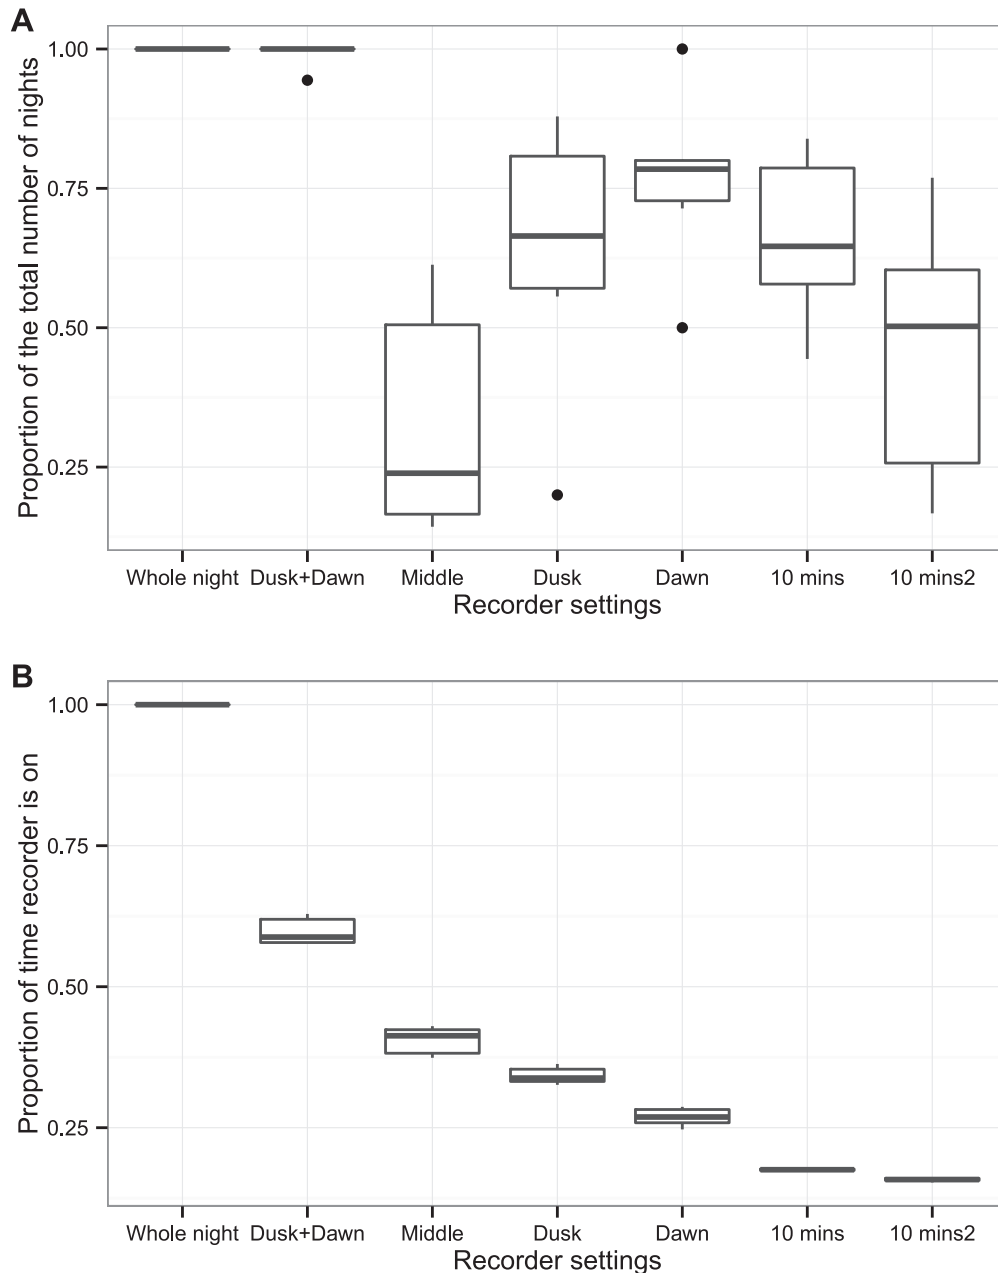 A
Proportion of the total number of nights
1.00
0.75
0.50
0.25
Whole night Dusk+Dawn Middle Dusk Dawn 10 mins 10 mins2
Recorder settings
B
Proportion of time recorder is on
1.00
0.75
0.50
0.25
Whole night Dusk+Dawn Middle Dusk Dawn 10 mins 10 mins2
Recorder settings